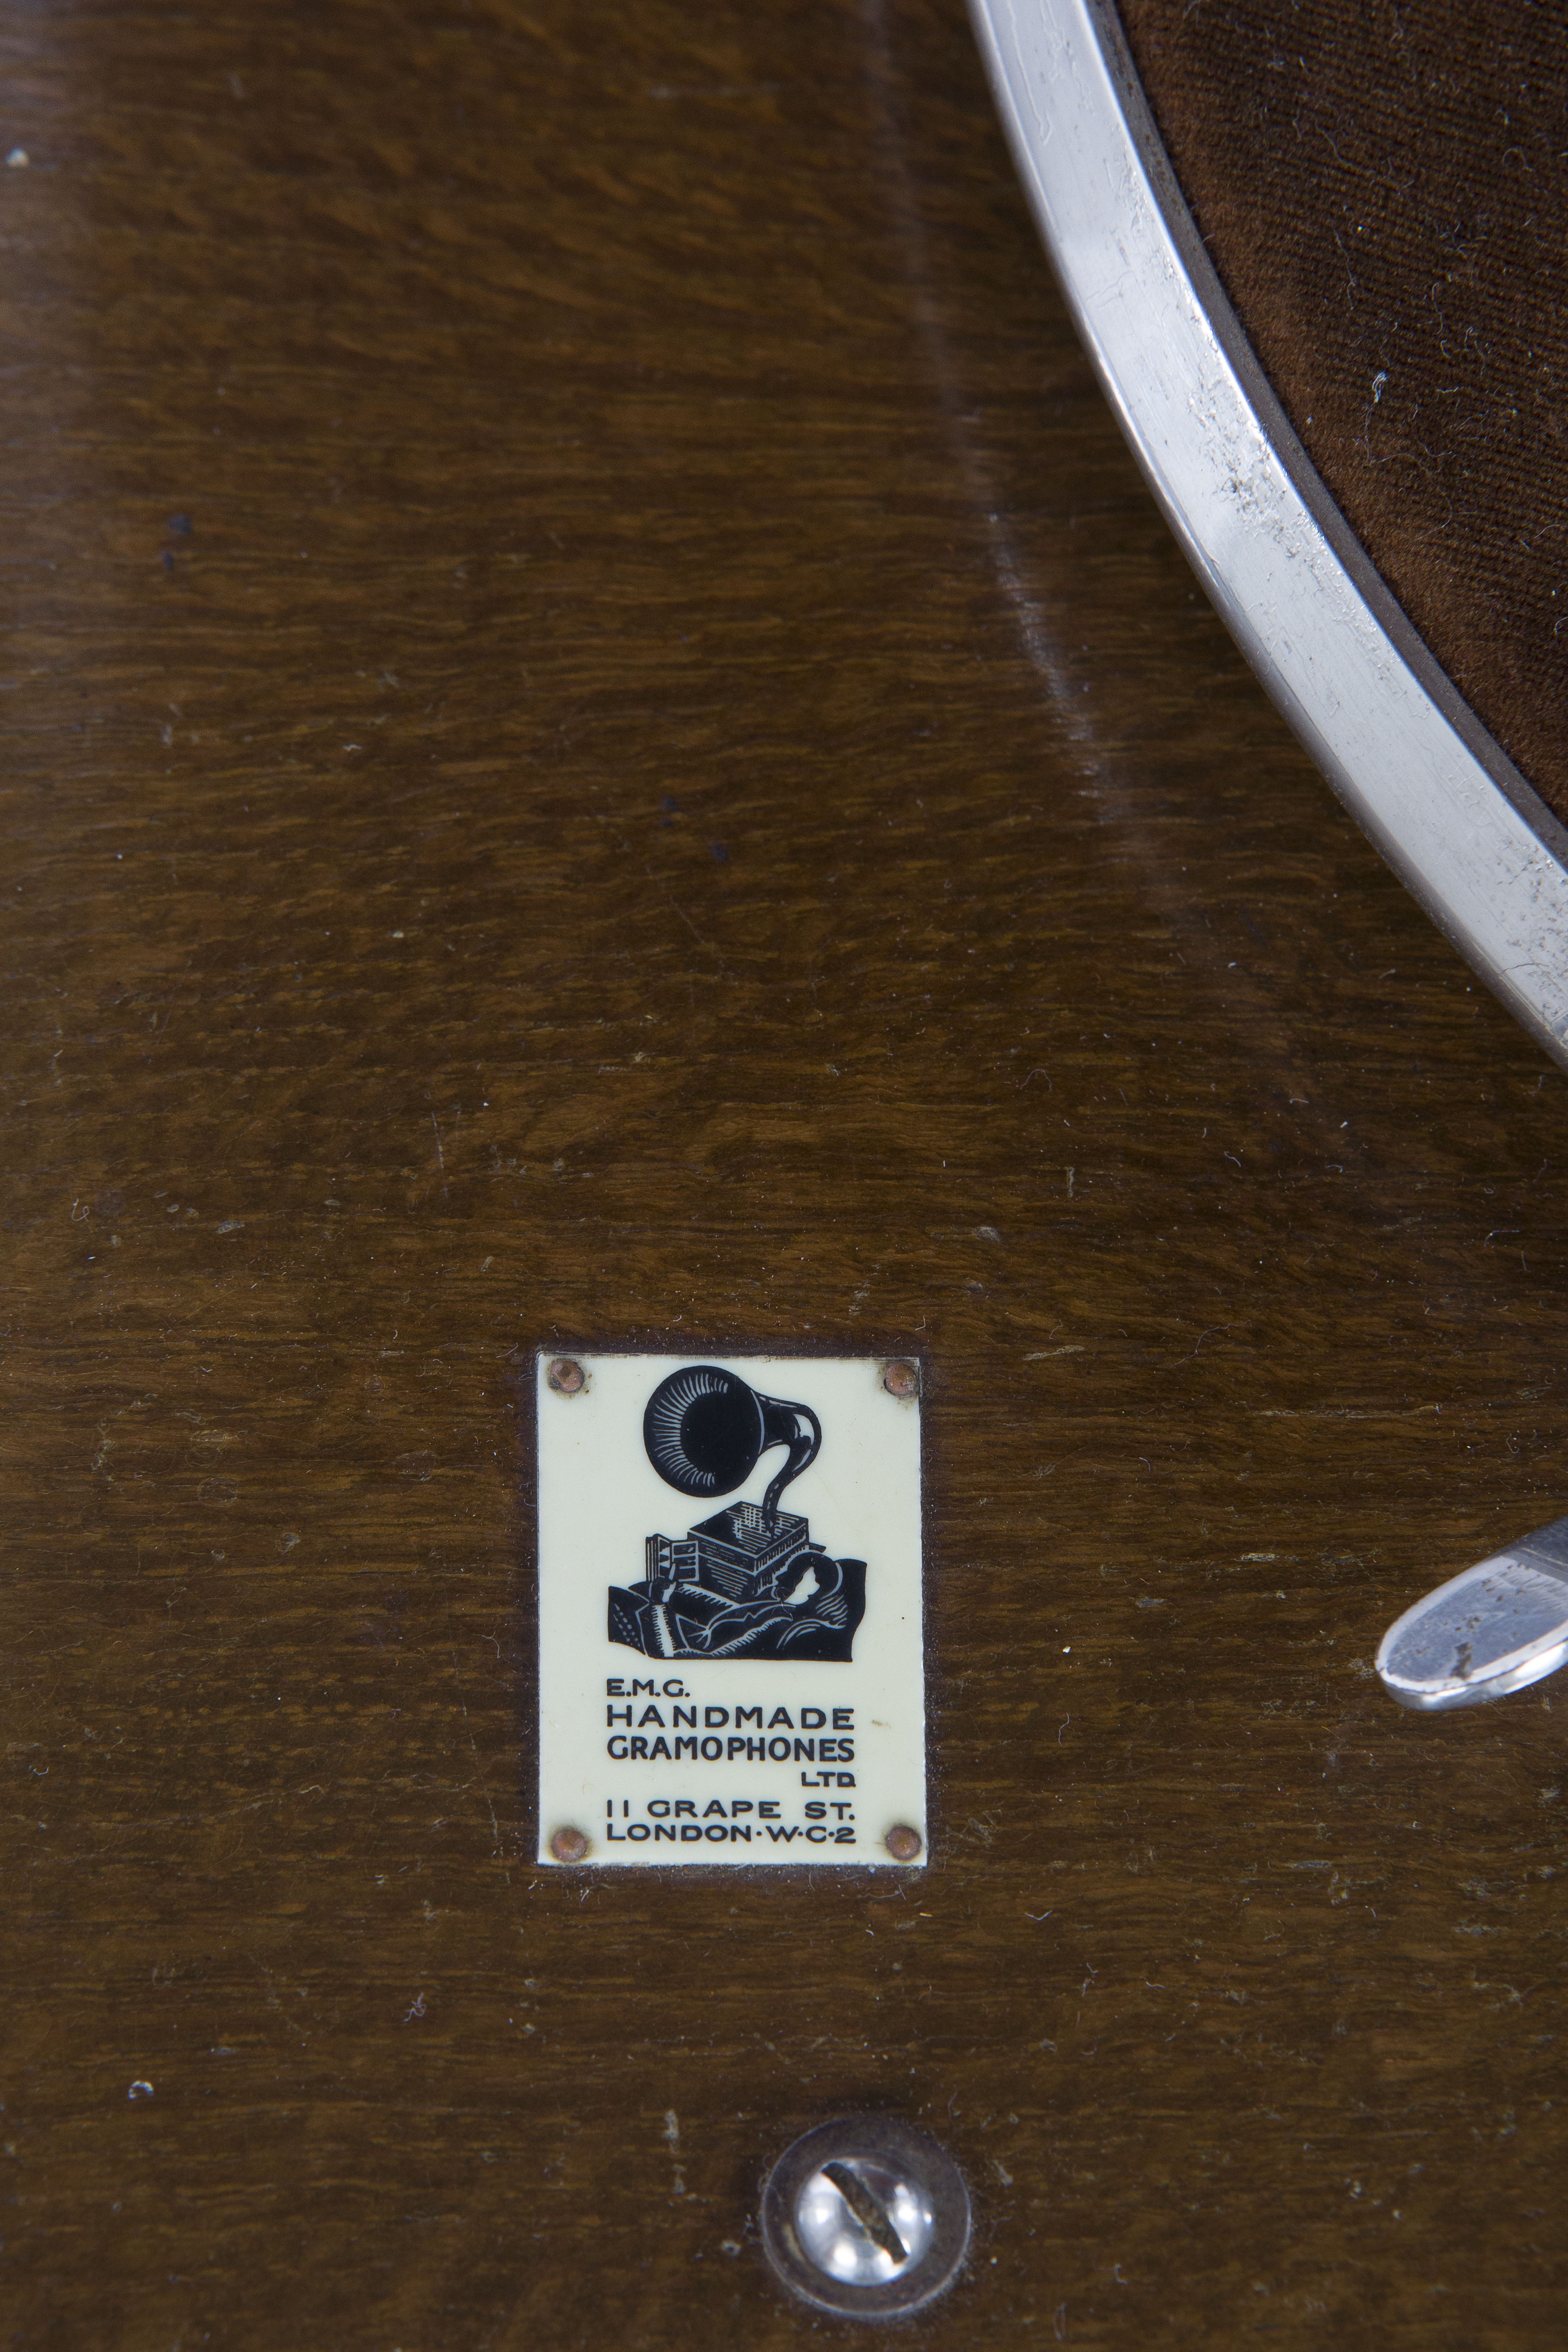 E.M.G.
HANDMADE
GRAMOPHONES
LTD
11 GRAPE ST.
LONDON·W·C·2